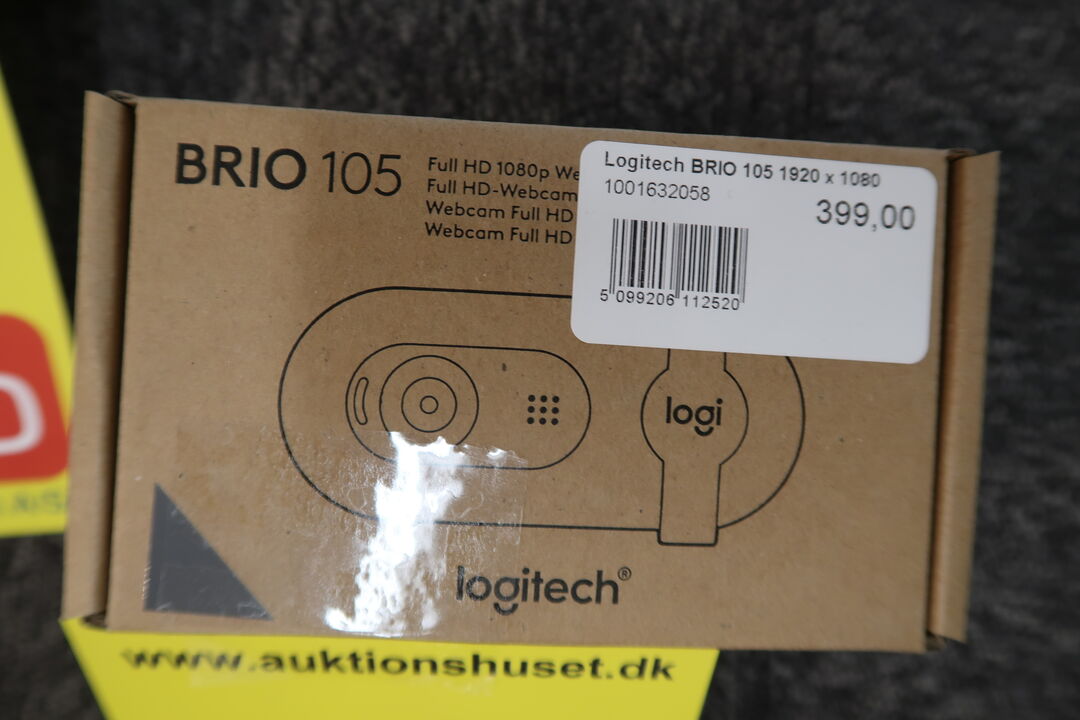 BRIO 105
Full HD 1080p We
Full HD-Webcam
Webcam Full HD
Webcam Full HD
Logitech BRIO 105 1920 x 1080
1001632058
399,00
5 099206 112520
logi
logitech®
www.auktionshuset.dk